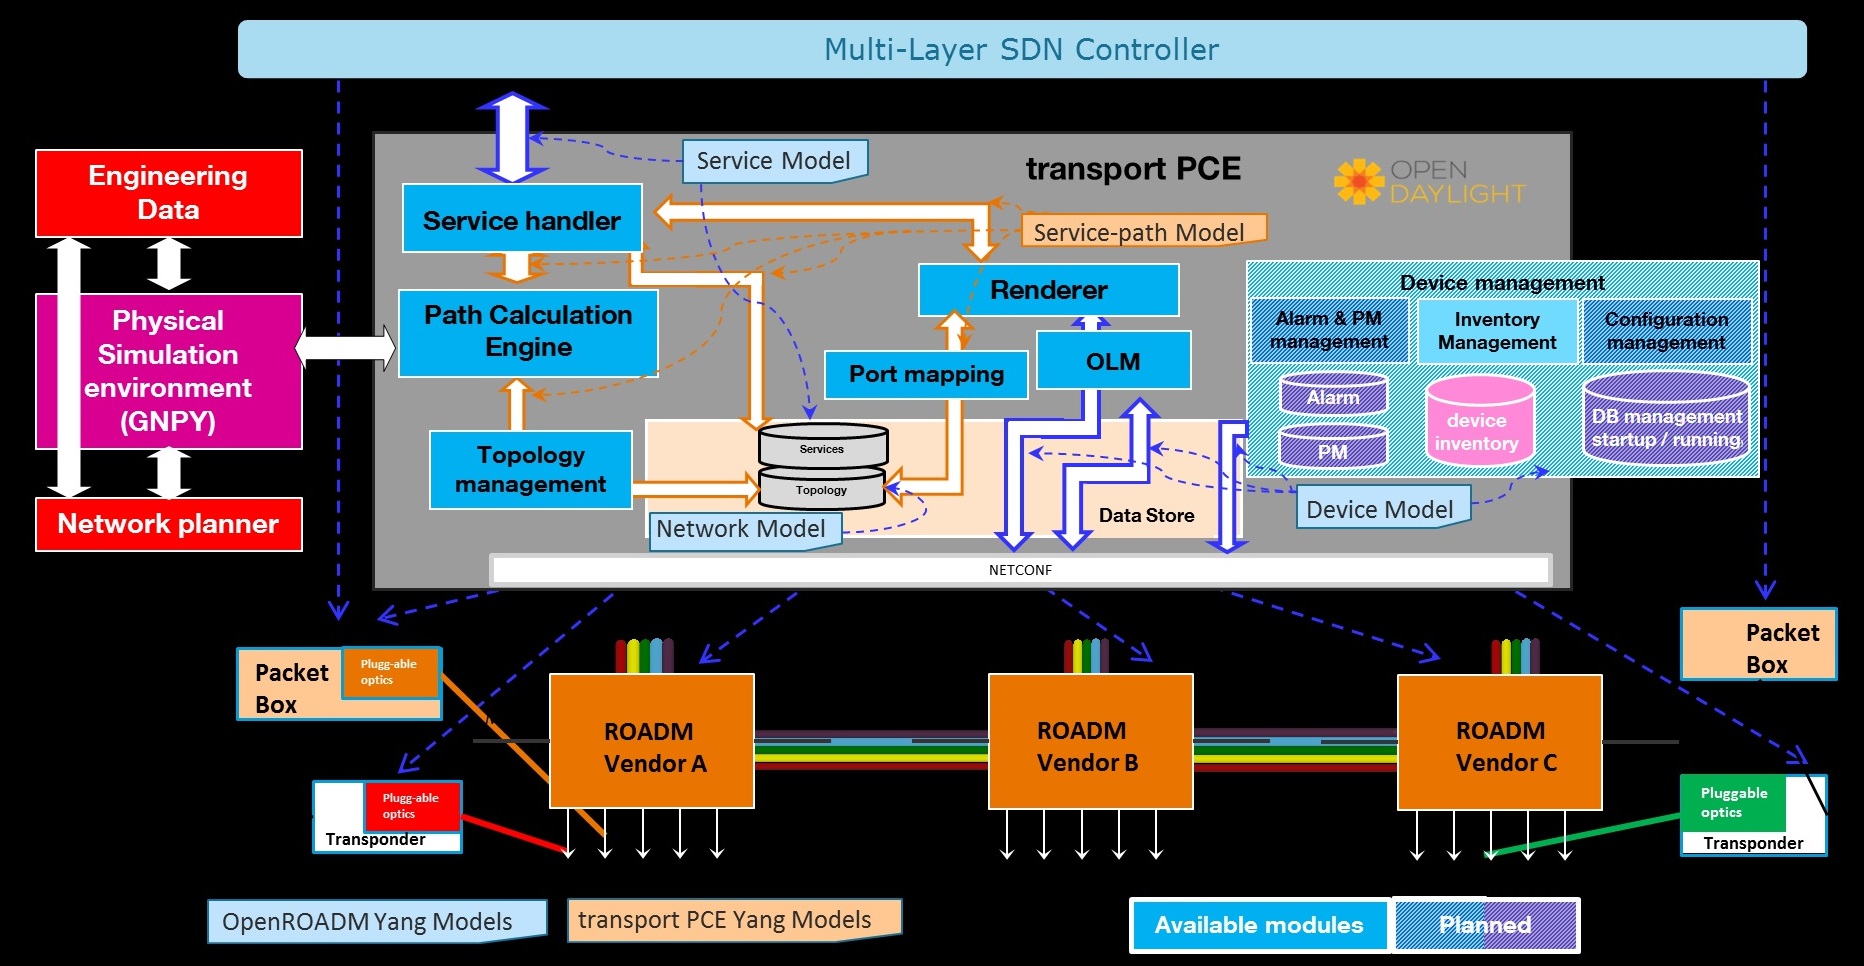 Multi-Layer SDN Controller
Engineering
Data
Physical
Simulation
environment
(GNPY)
Network planner
Service Model
transport PCE
OPEN
DAYLIGHT
Service handler
Service-path Model
Path Calculation
Engine
Renderer
Port mapping
OLM
Topology
management
Services
Topology
Network Model
Data Store
Device management
Alarm & PM
management
Inventory
Management
Configuration
management
Alarm
PM
device
inventory
DB management
startup / running
Device Model
NETCONF
Packet
Box
Plugg-able
optics
Plugg-able
optics
Transponder
ROADM
Vendor A
ROADM
Vendor B
ROADM
Vendor C
Packet
Box
Pluggable
optics
Transponder
OpenROADM Yang Models
transport PCE Yang Models
Available modules
Planned